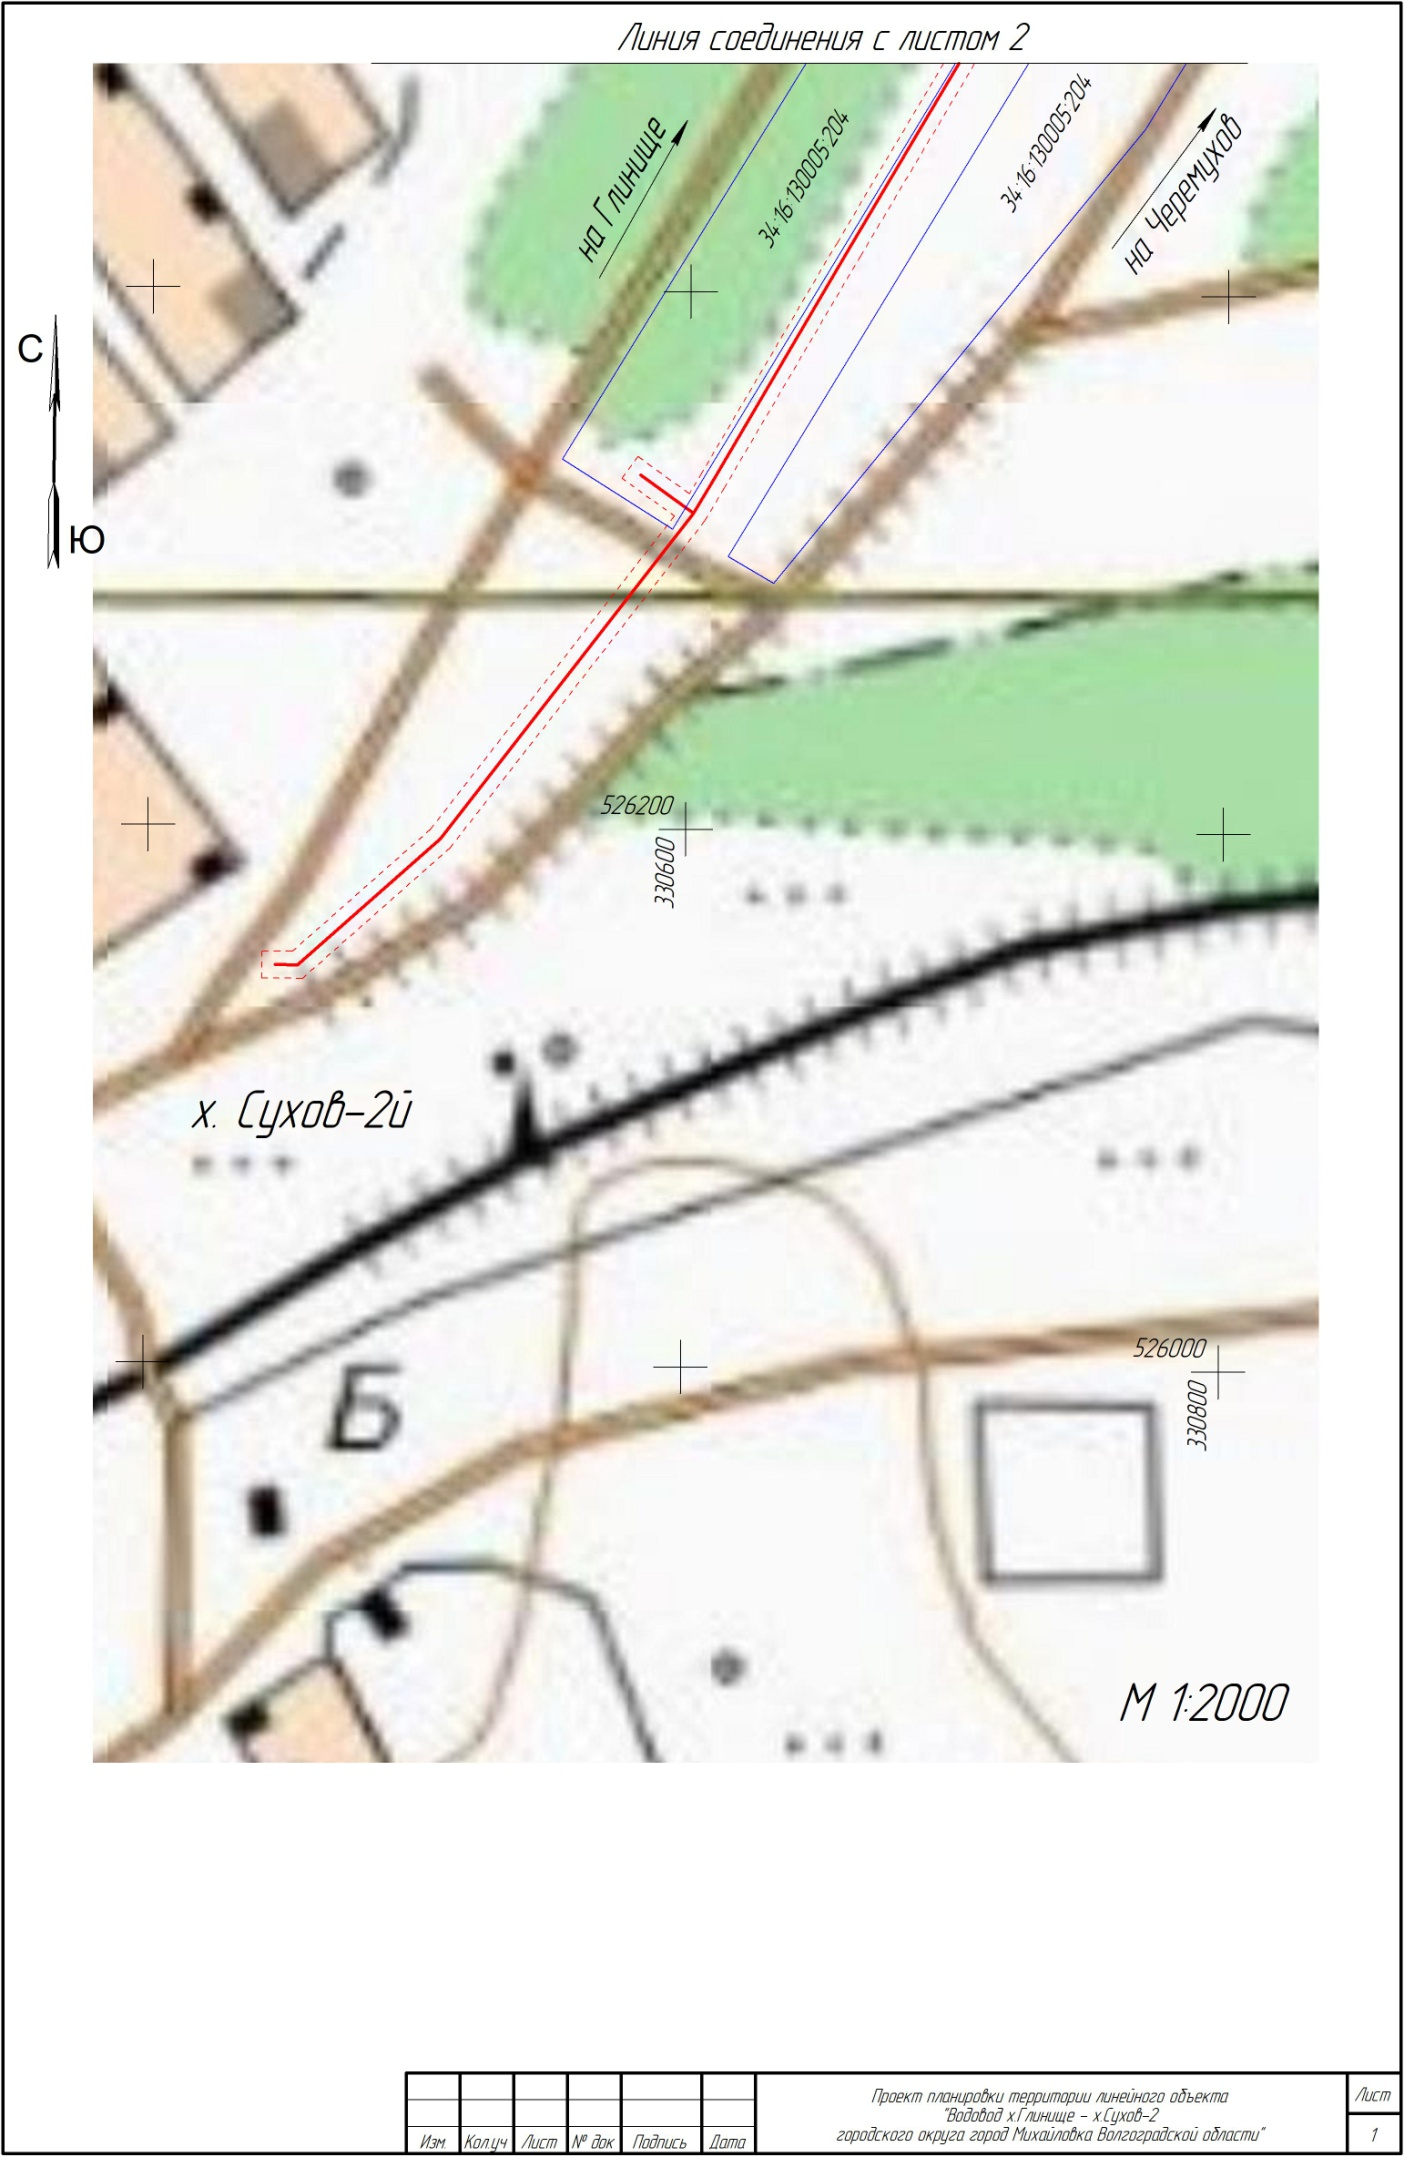 Линия соединения с листом 2
на Глинище
34:16:130005:204
34:16:130005:204
на Черемухов
С
Ю
526200
330600
х. Сухов-2й
526000
330800
Б
М 1:2000
Изм. Кол.уч Лист № док Подпись Дата
Проект планировки территории линейного объекта
"Водовод х.Глинище - х.Сухов-2
городского округа город Михайловка Волгоградской области"
Лист
1